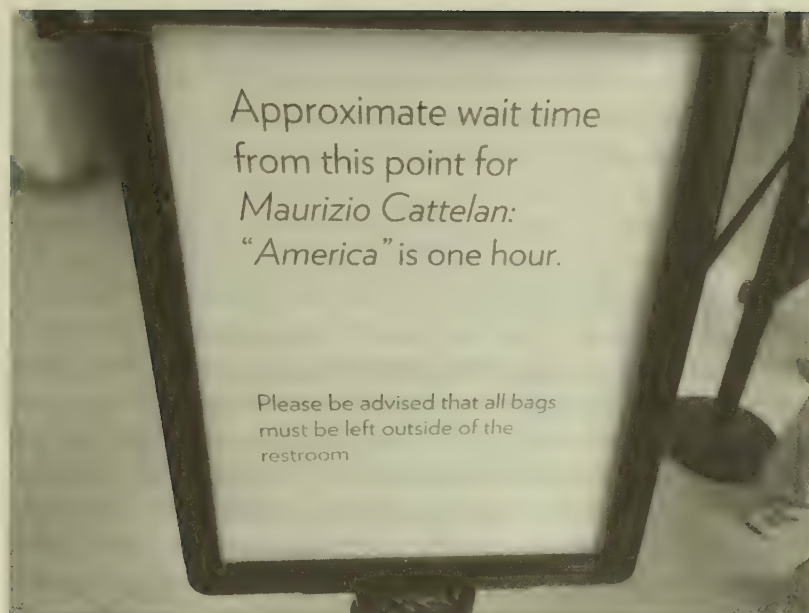 Approximate wait time
from this point for
Maurizio Cattelan:
“America” is one hour.
Please be advised that all bags
must be left outside of the
restroom